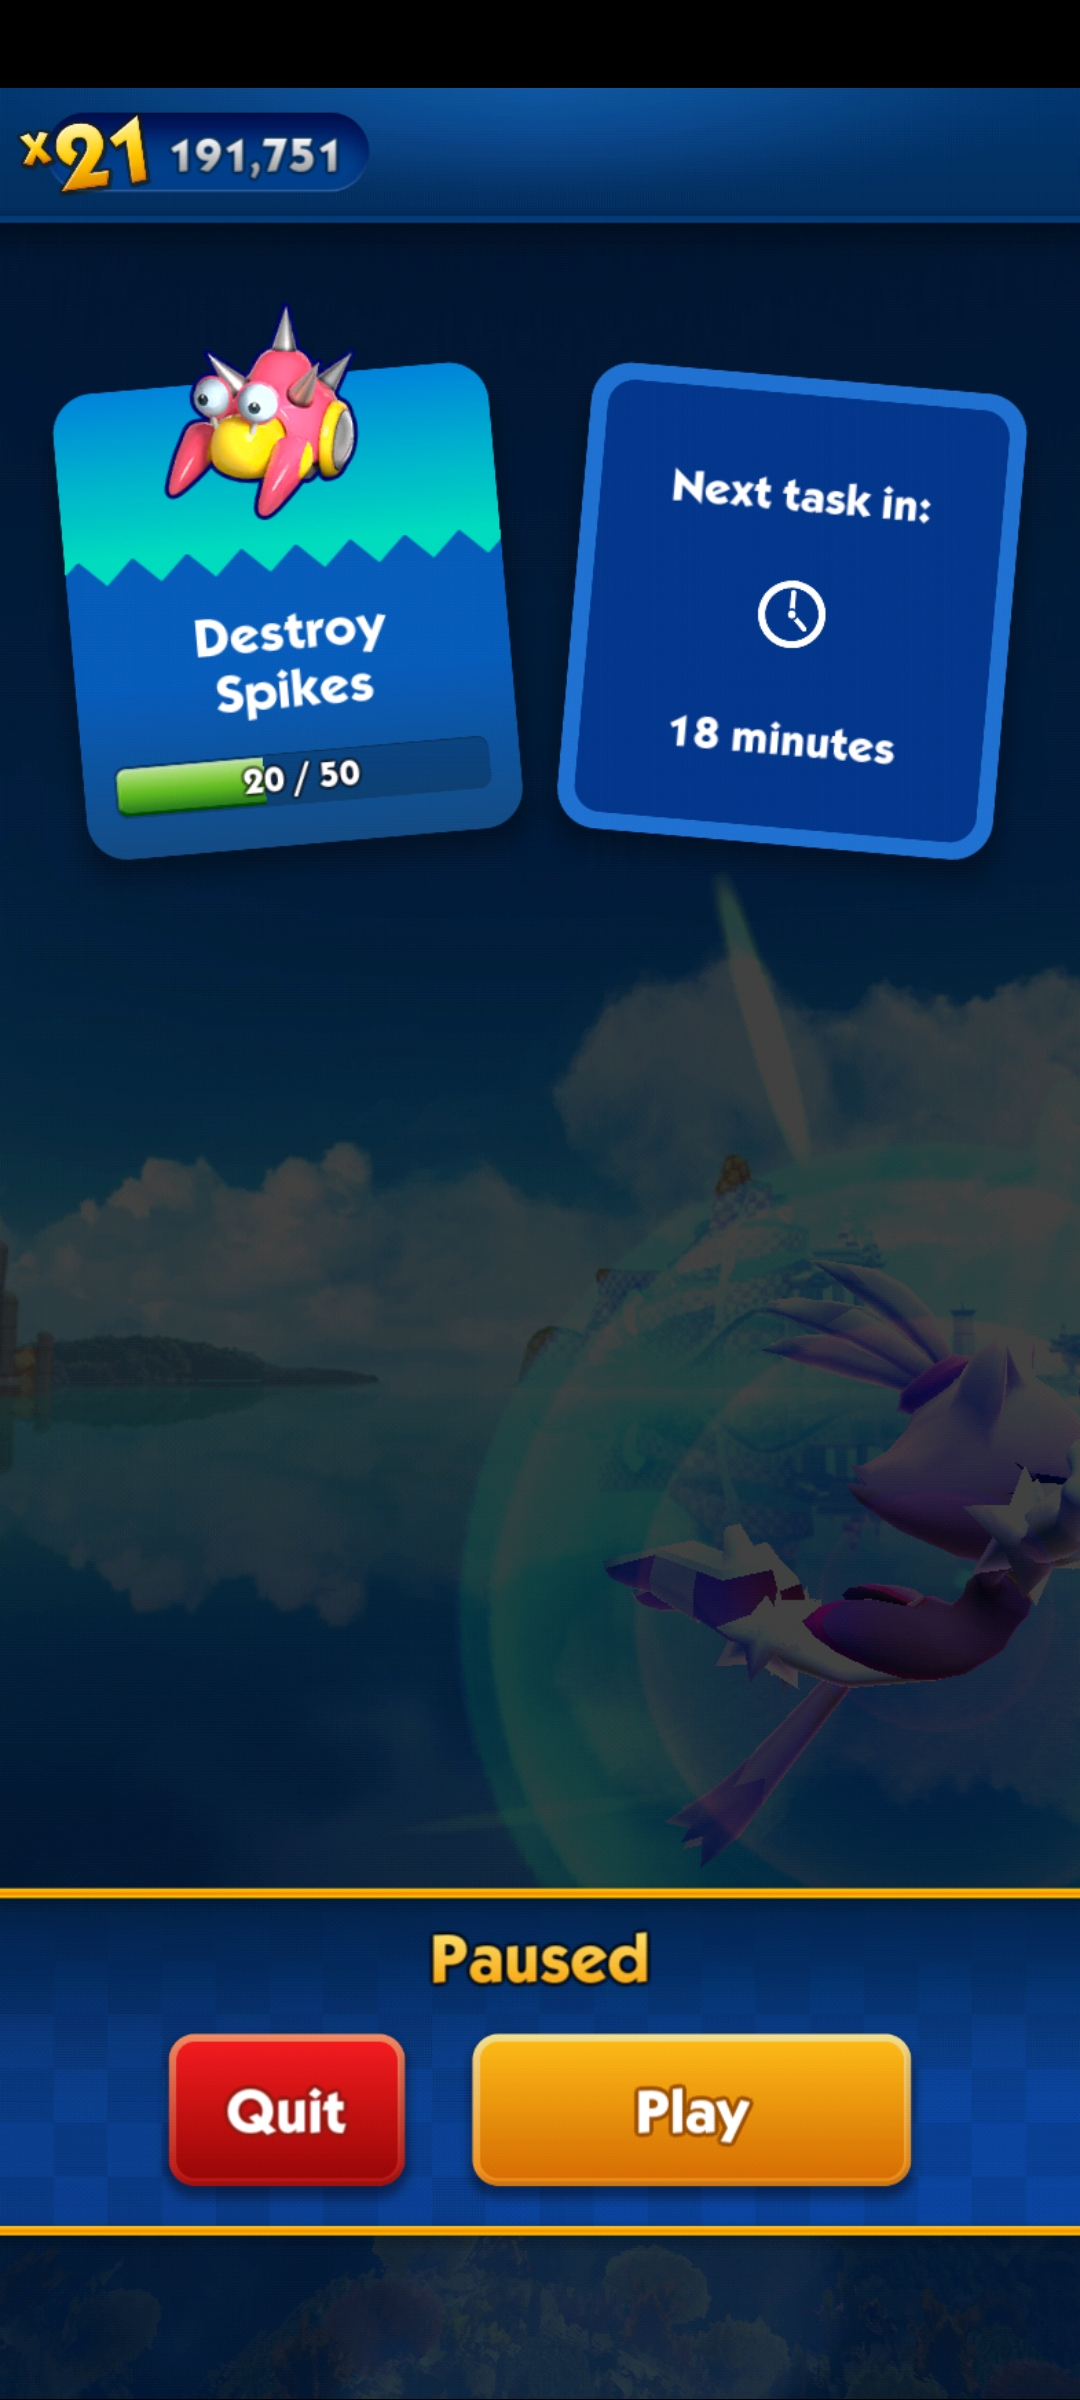 x21 191,751
Destroy
Spikes
20 / 50
Next task in:
18 minutes
Paused
Quit
Play